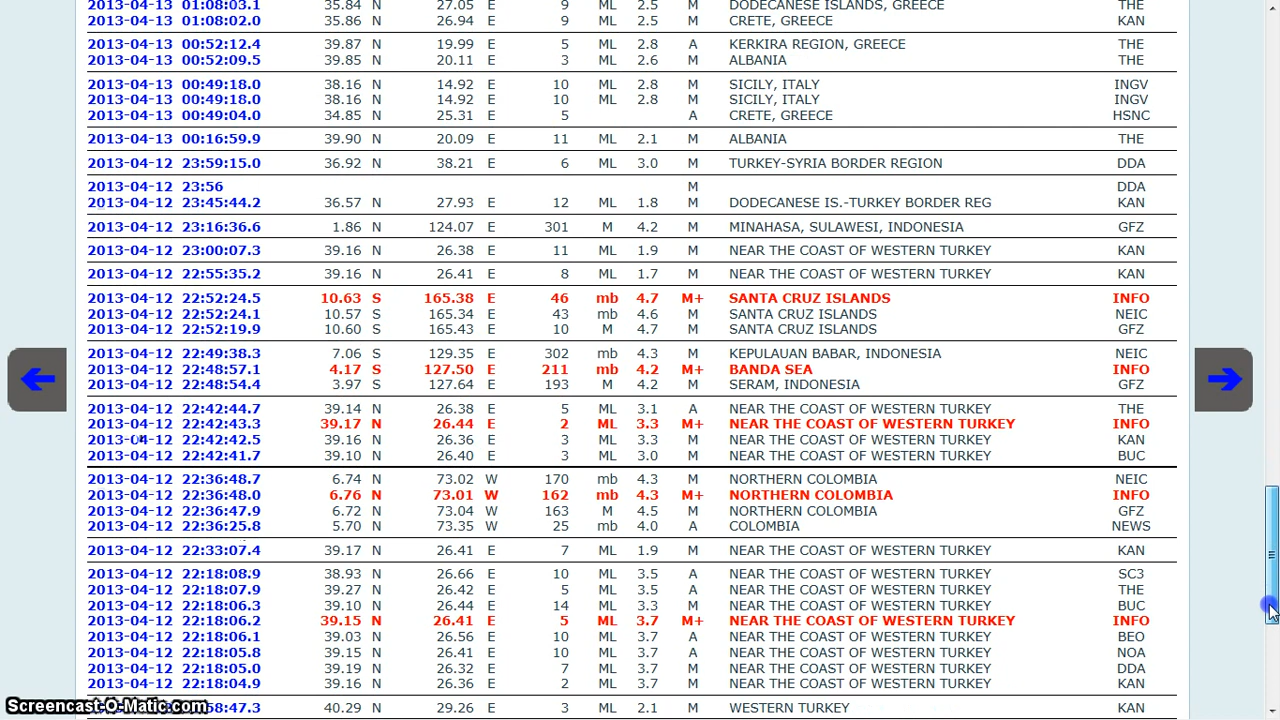 2013-04-13 01:08:03.1 35.84 N 27.05 E 9 ML 2.5 M DODECANESE ISLANDS, GREECE THE
2013-04-13 01:08:02.0 35.86 N 26.94 E 9 ML 2.5 M CRETE, GREECE KAN
2013-04-13 00:52:12.4 39.87 N 19.99 E 5 ML 2.8 A KERKIRA REGION, GREECE THE
2013-04-13 00:52:09.5 39.85 N 20.11 E 3 ML 2.6 M ALBANIA THE
2013-04-13 00:49:18.0 38.16 N 14.92 E 10 ML 2.8 M SICILY, ITALY INGV
2013-04-13 00:49:18.0 38.16 N 14.92 E 10 ML 2.8 M SICILY, ITALY INGV
2013-04-13 00:49:04.0 34.85 N 25.31 E 5 A CRETE, GREECE HSNC
2013-04-13 00:16:59.9 39.90 N 20.09 E 11 ML 2.1 M ALBANIA THE
2013-04-12 23:59:15.0 36.92 N 38.21 E 6 ML 3.0 M TURKEY-SYRIA BORDER REGION DDA
2013-04-12 23:56 M DDA
2013-04-12 23:45:44.2 36.57 N 27.93 E 12 ML 1.8 M DODECANESE IS.-TURKEY BORDER REG KAN
2013-04-12 23:16:36.6 1.86 N 124.07 E 301 M 4.2 M MINAHASA, SULAWESI, INDONESIA GFZ
2013-04-12 23:00:07.3 39.16 N 26.38 E 11 ML 1.9 M NEAR THE COAST OF WESTERN TURKEY KAN
2013-04-12 22:55:35.2 39.16 N 26.41 E 8 ML 1.7 M NEAR THE COAST OF WESTERN TURKEY KAN
2013-04-12 22:52:24.5 10.63 S 165.38 E 46 mb 4.7 M+ SANTA CRUZ ISLANDS INFO
2013-04-12 22:52:24.1 10.57 S 165.34 E 43 mb 4.6 M SANTA CRUZ ISLANDS NEIC
2013-04-12 22:52:19.9 10.60 S 165.43 E 10 M 4.7 M SANTA CRUZ ISLANDS GFZ
2013-04-12 22:49:38.3 7.06 S 129.35 E 302 mb 4.3 M KEPULAUAN BABAR, INDONESIA NEIC
2013-04-12 22:48:57.1 4.17 S 127.50 E 211 mb 4.2 M+ BANDA SEA INFO
2013-04-12 22:48:54.4 3.97 S 127.64 E 193 M 4.2 M SERAM, INDONESIA GFZ
2013-04-12 22:42:44.7 39.14 N 26.38 E 5 ML 3.1 A NEAR THE COAST OF WESTERN TURKEY THE
2013-04-12 22:42:43.3 39.17 N 26.44 E 2 ML 3.3 M+ NEAR THE COAST OF WESTERN TURKEY INFO
2013-04-12 22:42:42.5 39.16 N 26.36 E 3 ML 3.3 M NEAR THE COAST OF WESTERN TURKEY KAN
2013-04-12 22:42:41.7 39.10 N 26.40 E 3 ML 3.0 M NEAR THE COAST OF WESTERN TURKEY BUC
2013-04-12 22:36:48.7 6.74 N 73.02 W 170 mb 4.3 M NORTHERN COLOMBIA NEIC
2013-04-12 22:36:48.0 6.76 N 73.01 W 162 mb 4.3 M+ NORTHERN COLOMBIA INFO
2013-04-12 22:36:47.9 6.72 N 73.04 W 163 M 4.5 M NORTHERN COLOMBIA GFZ
2013-04-12 22:36:25.8 5.70 N 73.35 W 25 mb 4.0 A COLOMBIA NEWS
2013-04-12 22:33:07.4 39.17 N 26.41 E 7 ML 1.9 M NEAR THE COAST OF WESTERN TURKEY KAN
2013-04-12 22:18:08.9 38.93 N 26.66 E 10 ML 3.5 A NEAR THE COAST OF WESTERN TURKEY SC3
2013-04-12 22:18:07.9 39.27 N 26.42 E 5 ML 3.5 A NEAR THE COAST OF WESTERN TURKEY THE
2013-04-12 22:18:06.3 39.10 N 26.44 E 14 ML 3.3 M NEAR THE COAST OF WESTERN TURKEY BUC
2013-04-12 22:18:06.2 39.15 N 26.41 E 5 ML 3.7 M+ NEAR THE COAST OF WESTERN TURKEY INFO
2013-04-12 22:18:06.1 39.03 N 26.56 E 10 ML 3.7 A NEAR THE COAST OF WESTERN TURKEY BEO
2013-04-12 22:18:05.8 39.15 N 26.41 E 10 ML 3.7 A NEAR THE COAST OF WESTERN TURKEY NOA
2013-04-12 22:18:05.0 39.19 N 26.32 E 7 ML 3.7 M NEAR THE COAST OF WESTERN TURKEY DDA
2013-04-12 22:18:04.9 39.16 N 26.36 E 2 ML 3.7 M NEAR THE COAST OF WESTERN TURKEY KAN
58:47.3 40.29 N 29.26 E 3 ML 2.1 M WESTERN TURKEY KAN
Screencast-O-Matic.com